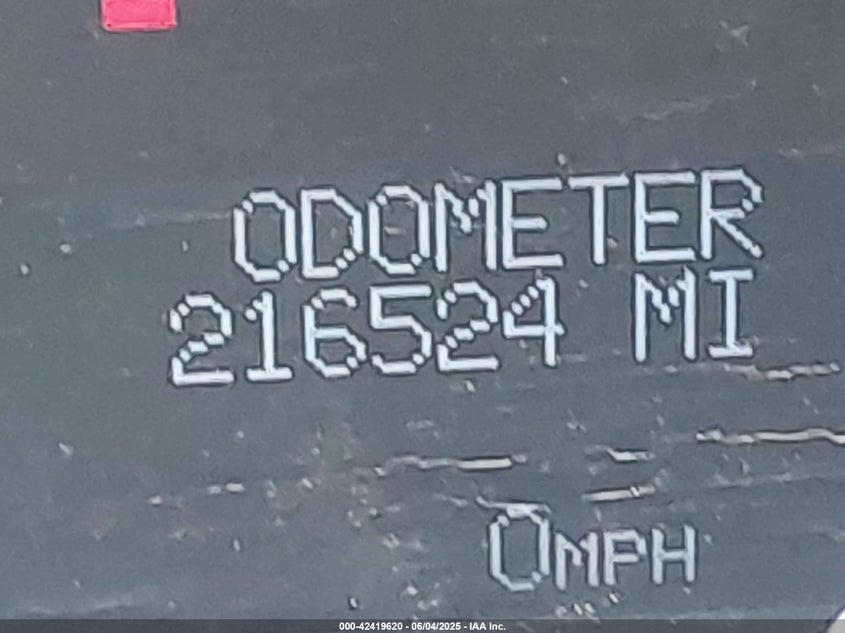 ODOMETER
216524 MI
0MPH
000-42419620 - 06/04/2025 - IAA Inc.